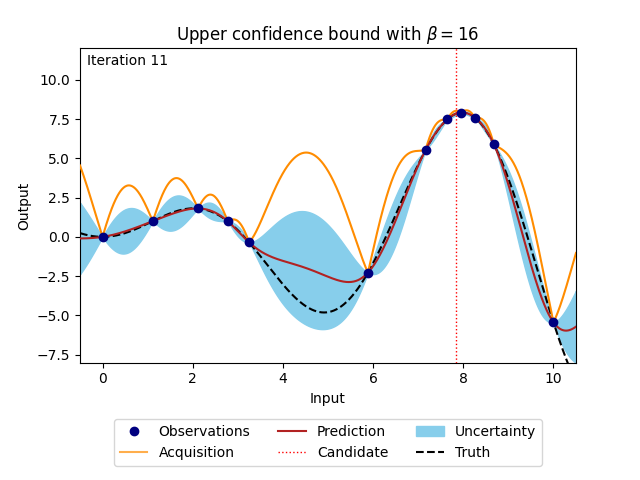 Upper confidence bound with β = 16
Iteration 11
10.0
7.5
5.0
2.5
0.0
−2.5
−5.0
−7.5
Output
0 2 4 6 8 10
Input
Observations Prediction Uncertainty
Acquisition Candidate Truth